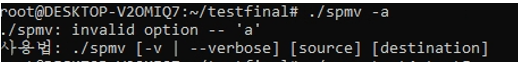 root@DESKTOP-V2OMIQ7:~/testfinal# ./spmv -a
./spmv: invalid option -- 'a'
사용법: ./spmv [-v | --verbose] [source] [destination]